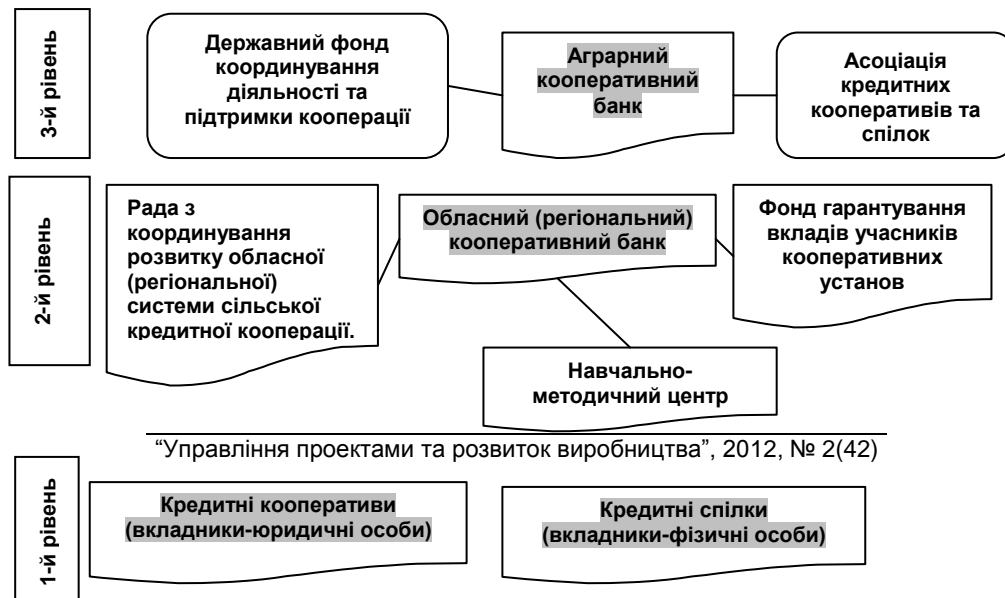 3-й рівень
Державний фонд
координування
діяльності та
підтримки кооперації
Аграрний
кооперативний
банк
Асоціація
кредитних
кооперативів та
спілок
2-й рівень
Рада з
координування
розвитку обласної
(регіональної)
системи сільської
кредитної кооперації.
Обласний (регіональний)
кооперативний банк
Фонд гарантування
вкладів учасників
кооперативних
установ
Навчально-
методичний центр
“Управління проектами та розвиток виробництва”, 2012, № 2(42)
1-й рівень
Кредитні кооперативи
(вкладники-юридичні особи)
Кредитні спілки
(вкладники-фізичні особи)